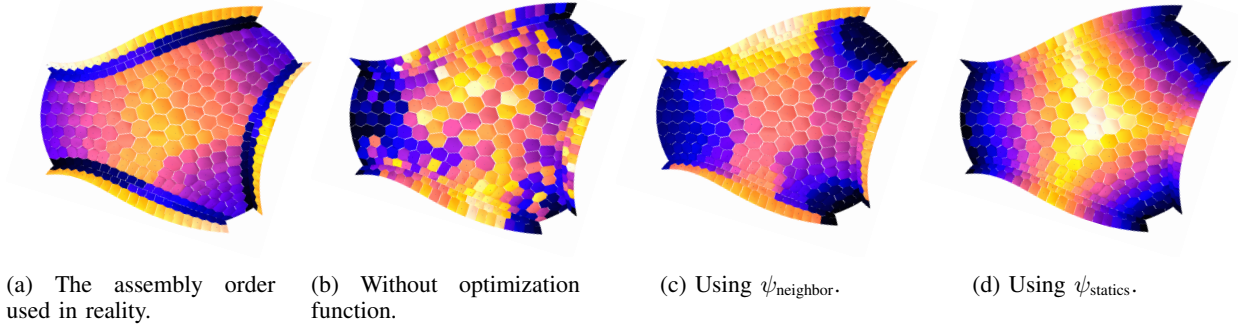 (a) The assembly order
used in reality.
(b) Without optimization
function.
(c) Using ψneighbor.
(d) Using ψstatics.